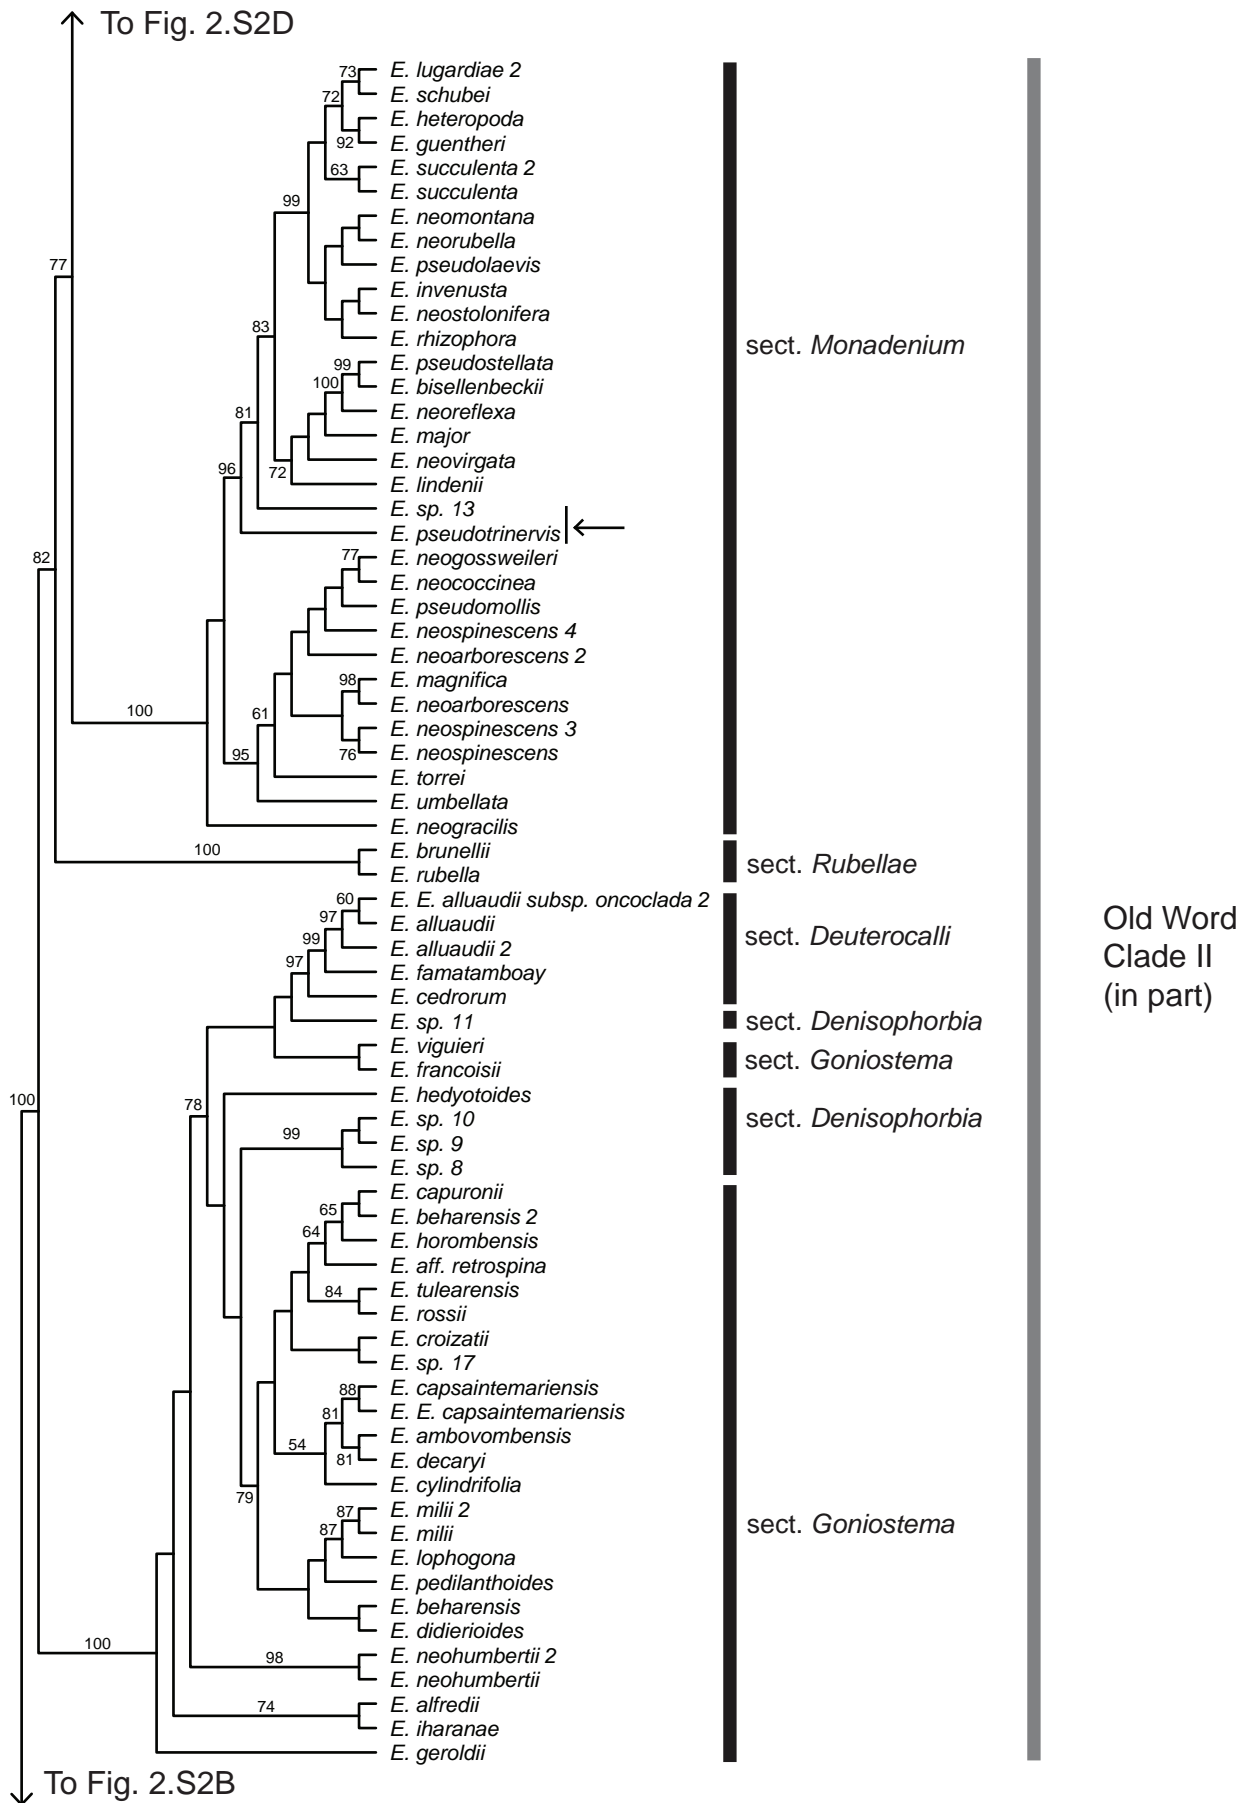 To Fig. 2.S2D
73
E. lugardiae 2
E. schubei
72
E. heteropoda
92
E. guentheri
63
E. succulenta 2
E. succulenta
99
E. neomontana
E. neorubella
E. pseudolaevis
77
E. invenusta
E. neostolonifera
83
E. rhizophora
sect. Monadenium
99
E. pseudostellata
100
E. bisellenbeckii
81
E. neoreflexa
E. major
96
72
E. neovirgata
E. lindenii
E. sp. 13
E. pseudotrinervis
82
77
E. neogossweileri
E. neococcinea
E. pseudomollis
E. neospinescens 4
E. neoarborescens 2
98
E. magnifica
100
61
E. neoarborescens
E. neospinescens 3
95
76
E. neospinescens
E. torrei
E. umbellata
E. neogracilis
100
E. brunellii
E. rubella
sect. Rubellae
60
E. E. alluaudii subsp. oncoclada 2
97
E. alluaudii
99
E. alluaudii 2
sect. Deuterocalli
97
E. famatamboay
E. cedrorum
Old Word
Clade II
(in part)
E. sp. 11
sect. Denisophorbia
E. viguieri
E. francoisii
sect. Goniostema
100
78
E. hedyotoides
99
E. sp. 10
sect. Denisophorbia
E. sp. 9
E. sp. 8
E. capuronii
65
E. beharensis 2
64
E. horombensis
E. aff. retrospina
84
E. tulearensis
E. rossii
E. croizatii
E. sp. 17
88
E. capsaintemariensis
81
E. E. capsaintemariensis
54
E. ambovombensis
81
E. decaryi
E. cylindrifolia
79
87
E. milii 2
87
E. milii
sect. Goniostema
E. lophogona
E. pedilanthoides
E. beharensis
E. didierioides
100
98
E. neohumbertii 2
E. neohumbertii
74
E. alfredii
E. iharanae
E. geroldii
To Fig. 2.S2B